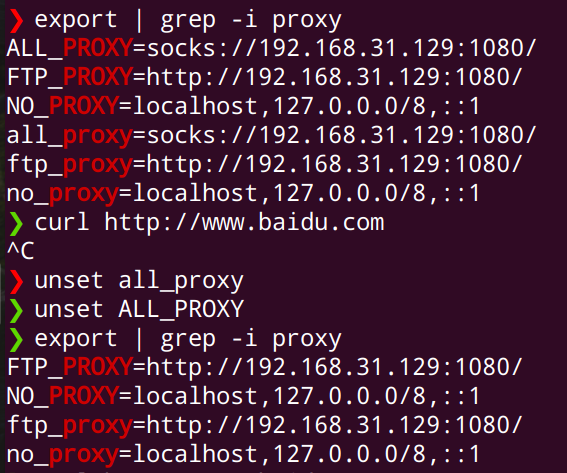 ❯ export | grep -i proxy
ALL_PROXY=socks://192.168.31.129:1080/
FTP_PROXY=http://192.168.31.129:1080/
NO_PROXY=localhost,127.0.0.0/8,::1
all_proxy=socks://192.168.31.129:1080/
ftp_proxy=http://192.168.31.129:1080/
no_proxy=localhost,127.0.0.0/8,::1
❯ curl http://www.baidu.com
^C
❯ unset all_proxy
❯ unset ALL_PROXY
❯ export | grep -i proxy
FTP_PROXY=http://192.168.31.129:1080/
NO_PROXY=localhost,127.0.0.0/8,::1
ftp_proxy=http://192.168.31.129:1080/
no_proxy=localhost,127.0.0.0/8,::1